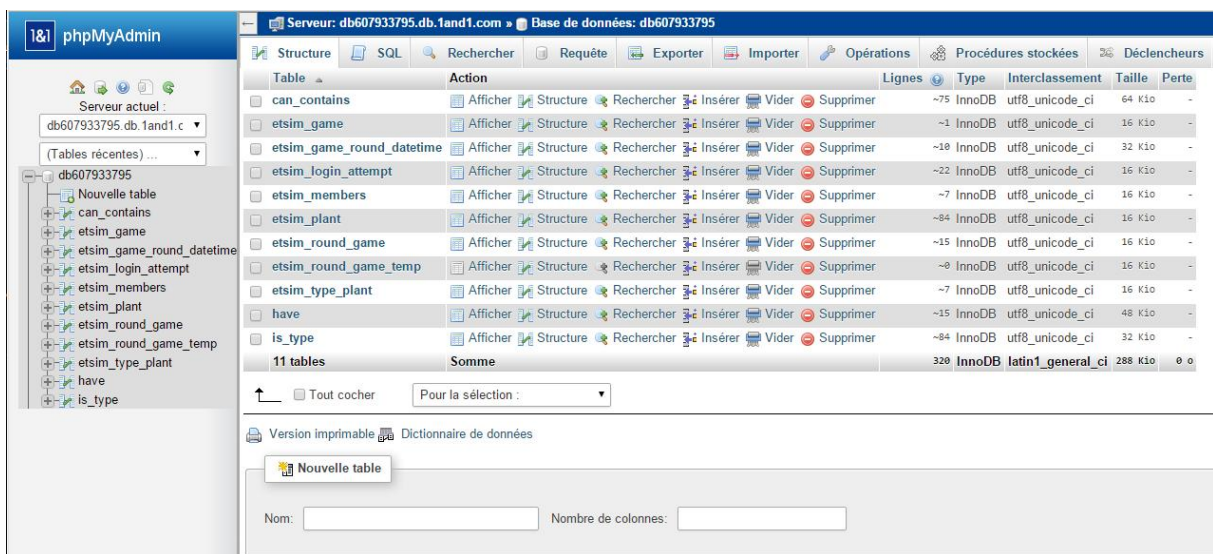 1&1 phpMyAdmin
Serveur: db607933795.db.1and1.com » Base de données: db607933795
Structure SQL Rechercher Requête Exporter Importer Opérations Procédures stockées Déclencheurs
Serveur actuel :
db607933795.db.1and1.c
(Tables récentes) ...
db607933795
Nouvelle table
can_contains
etsim_game
etsim_game_round_datetime
etsim_login_attempt
etsim_members
etsim_plant
etsim_round_game
etsim_round_game_temp
etsim_type_plant
have
is_type
Table Action Lignes Type Interclassement Taille Perte
can_contains Afficher Structure Rechercher Insérer Vider Supprimer ~75 InnoDB utf8_unicode_ci 64 Kio -
etsim_game Afficher Structure Rechercher Insérer Vider Supprimer ~1 InnoDB utf8_unicode_ci 16 Kio -
etsim_game_round_datetime Afficher Structure Rechercher Insérer Vider Supprimer ~10 InnoDB utf8_unicode_ci 32 Kio -
etsim_login_attempt Afficher Structure Rechercher Insérer Vider Supprimer ~22 InnoDB utf8_unicode_ci 16 Kio -
etsim_members Afficher Structure Rechercher Insérer Vider Supprimer ~7 InnoDB utf8_unicode_ci 16 Kio -
etsim_plant Afficher Structure Rechercher Insérer Vider Supprimer ~84 InnoDB utf8_unicode_ci 16 Kio -
etsim_round_game Afficher Structure Rechercher Insérer Vider Supprimer ~15 InnoDB utf8_unicode_ci 16 Kio -
etsim_round_game_temp Afficher Structure Rechercher Insérer Vider Supprimer ~0 InnoDB utf8_unicode_ci 16 Kio -
etsim_type_plant Afficher Structure Rechercher Insérer Vider Supprimer ~7 InnoDB utf8_unicode_ci 16 Kio -
have Afficher Structure Rechercher Insérer Vider Supprimer ~15 InnoDB utf8_unicode_ci 48 Kio -
is_type Afficher Structure Rechercher Insérer Vider Supprimer ~84 InnoDB utf8_unicode_ci 32 Kio -
11 tables Somme 320 InnoDB latin1_general_ci 288 Kio 0 o
Tout cocher Pour la sélection :
Version imprimable Dictionnaire de données
Nouvelle table
Nom: Nombre de colonnes: